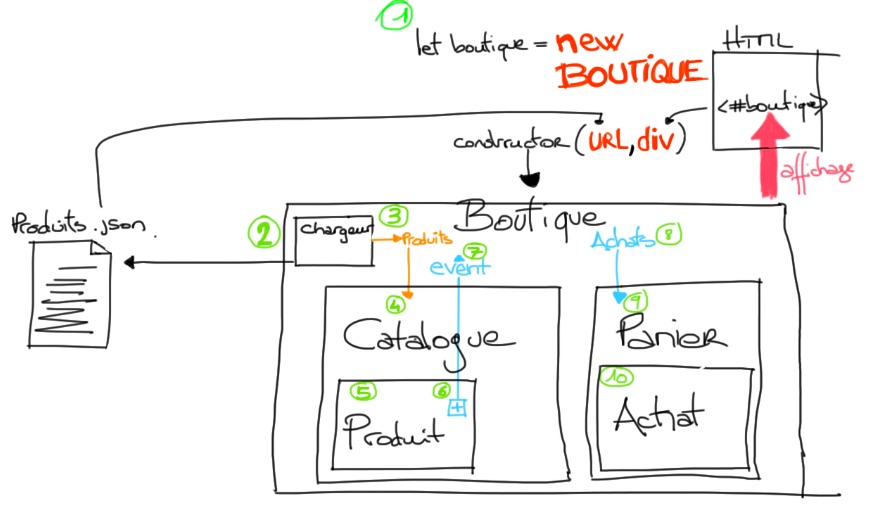 1
let boutique = new
BOUTIQUE
HTML
<#boutique>
constructor (URL, div)
affichage
Produits.json.
2
Chargeur
3
Produits
Boutique
7
event
Achats 8
4
Catalogue
9
Panier
5
6
+
Produit
10
Achat